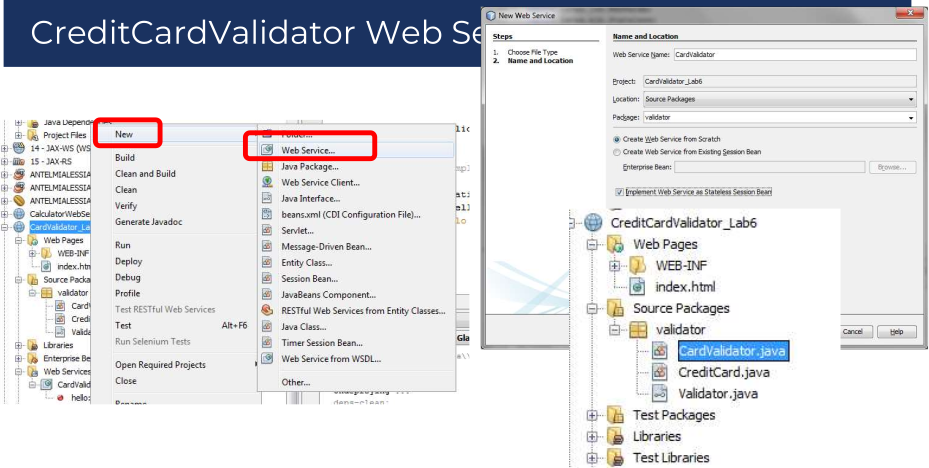 CreditCardValidator Web Se
New Web Service
Steps
1. Choose File Type
2. Name and Location
Name and Location
Web Service Name: CardValidator
Project: CardValidator_Lab6
Location: Source Packages
Package: validator
Create Web Service from Scratch
Create Web Service from Existing Session Bean
Enterprise Bean:
Browse...
Implement Web Service as Stateless Session Bean
Cancel
Help
Java Depende
Project Files
14 - JAX-WS (WS
15 - JAX-RS
ANTELMIALESSIA
ANTELMIALESSIA
ANTELMIALESSIA
CalculatorWebSe
CardValidator_La
Web Pages
WEB-INF
index.htm
Source Packa
validator
Card
Credi
Valida
Libraries
Enterprise Be
Web Services
CardValid
hello:
New
Build
Clean and Build
Clean
Verify
Generate Javadoc
Run
Deploy
Debug
Profile
Test RESTful Web Services
Test Alt+F6
Run Selenium Tests
Open Required Projects
Close
Rename
Folder...
Web Service...
Java Package...
Web Service Client...
Java Interface...
beans.xml (CDI Configuration File)...
Servlet...
Message-Driven Bean...
Entity Class...
Session Bean...
JavaBeans Component...
RESTful Web Services from Entity Classes...
Java Class...
Timer Session Bean...
Web Service from WSDL...
Other...
lic
ati
ell
lo
Gla
deps-clean:
CreditCardValidator_Lab6
Web Pages
WEB-INF
index.html
Source Packages
validator
CardValidator.java
CreditCard.java
Validator.java
Test Packages
Libraries
Test Libraries